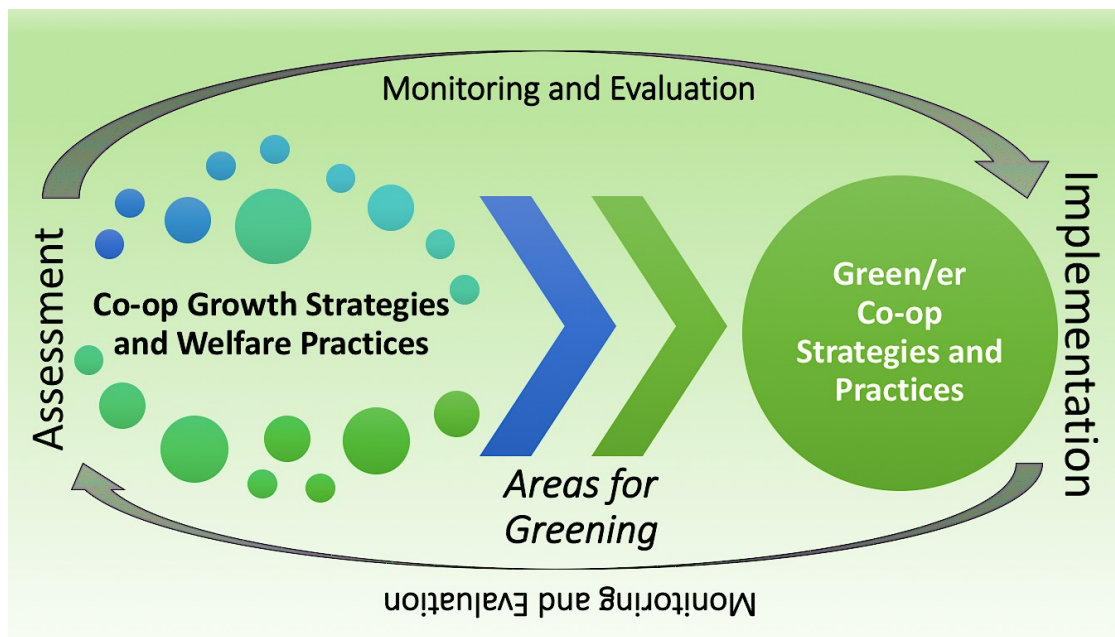 Monitoring and Evaluation
Assessment
Co-op Growth Strategies
and Welfare Practices
Areas for
Greening
Green/er
Co-op
Strategies and
Practices
Implementation
Monitoring and Evaluation